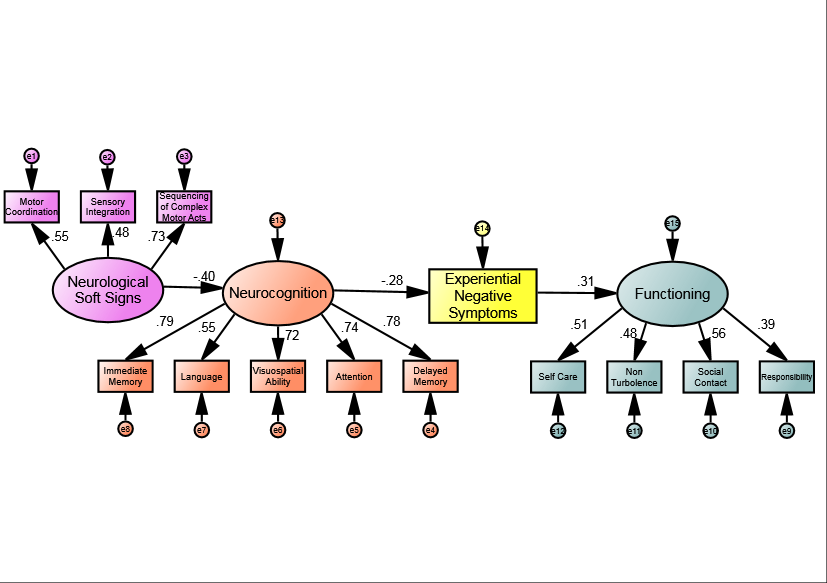 e1
e2
e3
Motor
Coordination
Sensory
Integration
Sequencing
of Complex
Motor Acts
.55
.48
.73
e13
e14
e15
Neurological
Soft Signs
-.40
Neurocognition
-.28
Experiential
Negative
Symptoms
.31
Functioning
.79
.55
.72
.74
.78
.51
.48
.56
.39
Immediate
Memory
Language
Visuospatial
Ability
Attention
Delayed
Memory
Self Care
Non
Turbolence
Social
Contact
Responsibility
e8
e7
e6
e5
e4
e12
e11
e10
e9